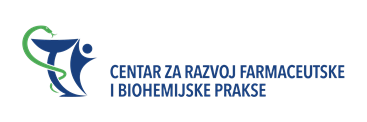 CENTAR ZA RAZVOJ FARMACEUTSKE
I BIOHEMIJSKE PRAKSE